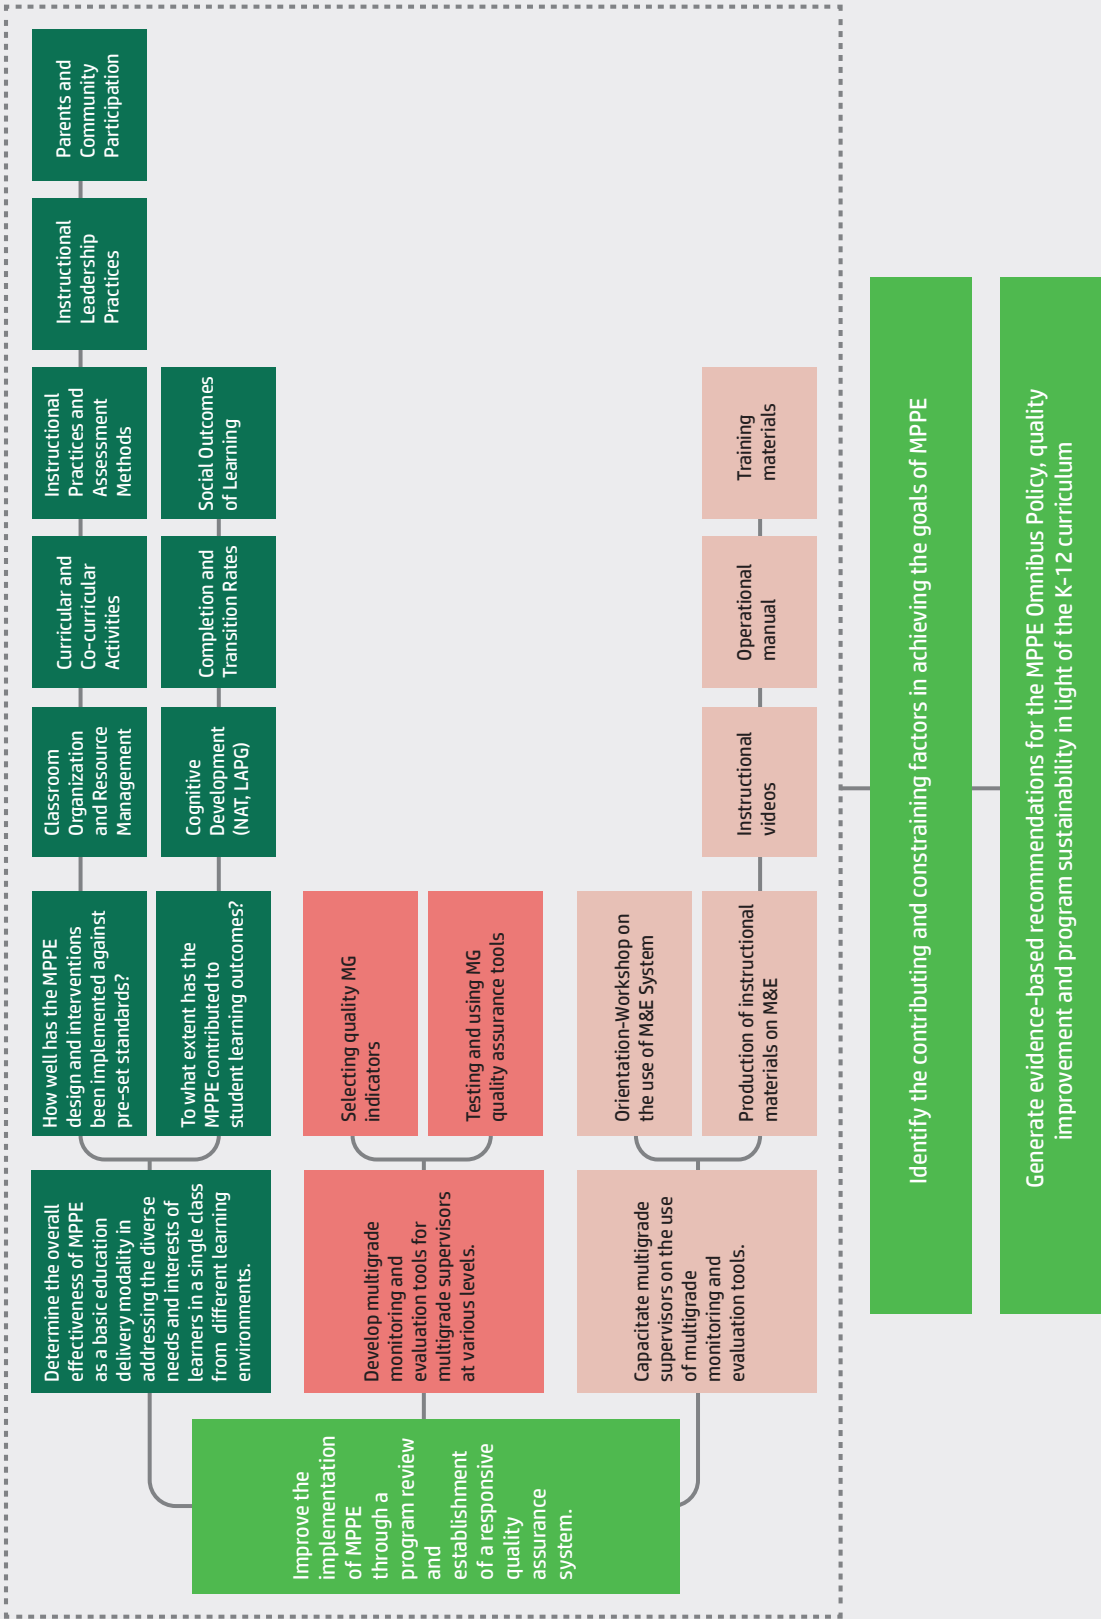 Improve the
implementation
of MPPE
through a
program review
and
establishment
of a responsive
quality
assurance
system.
Determine the overall
effectiveness of MPPE
as a basic education
delivery modality in
addressing the diverse
needs and interests of
learners in a single class
from different learning
environments.
How well has the MPPE
design and interventions
been implemented against
pre-set standards?
Classroom
Organization
and Resource
Management
Curricular and
Co-curricular
Activities
Instructional
Practices and
Assessment
Methods
Instructional
Leadership
Practices
Parents and
Community
Participation
To what extent has the
MPPE contributed to
student learning outcomes?
Cognitive
Development
(NAT, LAPG)
Completion and
Transition Rates
Social Outcomes
of Learning
Develop multigrade
monitoring and
evaluation tools for
multigrade supervisors
at various levels.
Selecting quality MG
indicators
Testing and using MG
quality assurance tools
Capacitate multigrade
supervisors on the use
of multigrade
monitoring and
evaluation tools.
Orientation-Workshop on
the use of M&E System
Production of instructional
materials on M&E
Instructional
videos
Operational
manual
Training
materials
Identify the contributing and constraining factors in achieving the goals of MPPE
Generate evidence-based recommendations for the MPPE Omnibus Policy, quality
improvement and program sustainability in light of the K-12 curriculum